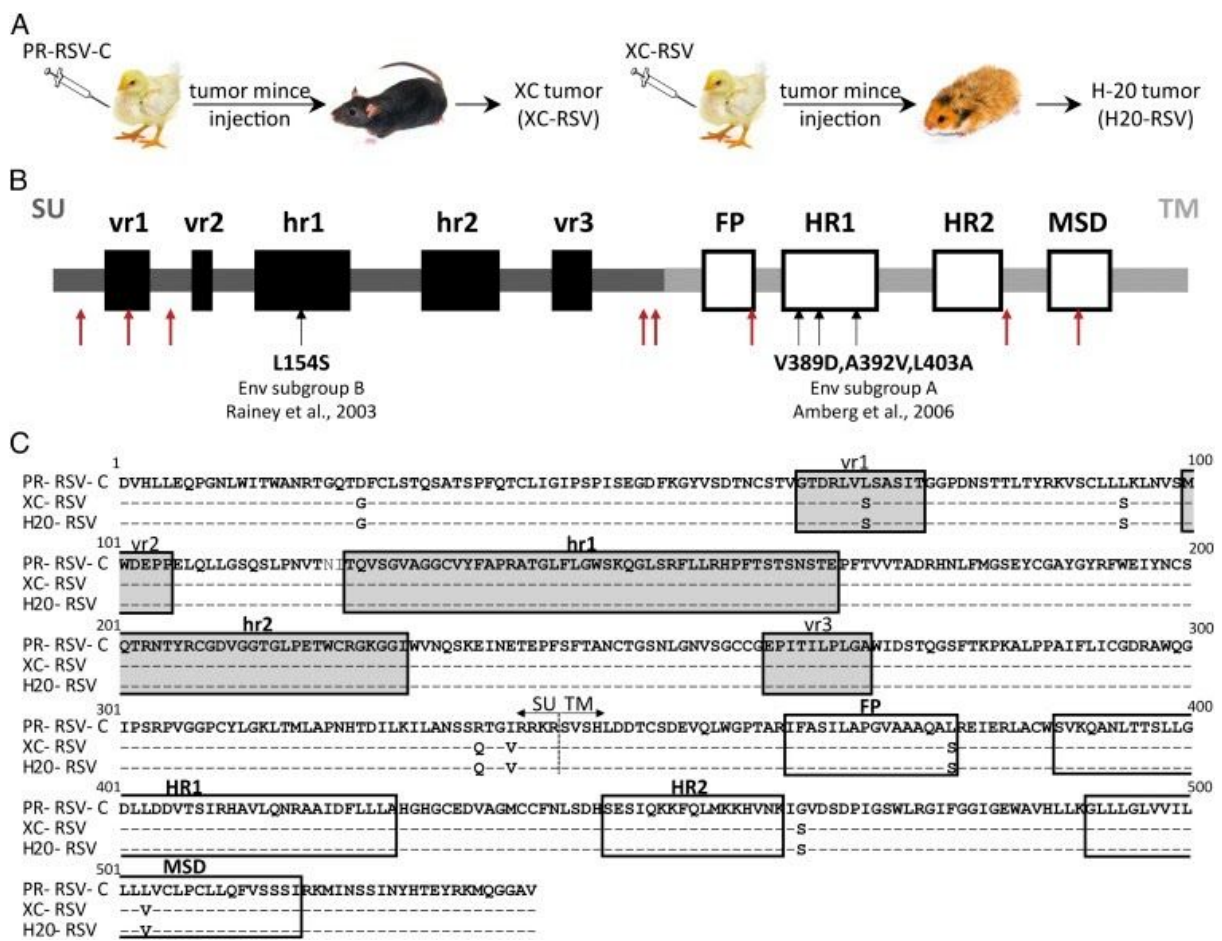 A
PR-RSV-C
tumor mince
injection
XC tumor
(XC-RSV)
XC-RSV
tumor mince
injection
H-20 tumor
(H20-RSV)
B
SU
vr1 vr2 hr1 hr2 vr3 FP HR1 HR2 MSD
TM
L154S
Env subgroup B
Rainey et al., 2003
V389D,A392V,L403A
Env subgroup A
Amberg et al., 2006
C
1 vr1 100
PR- RSV- C DVHLLEQPGNLWITWANRTGQTDFCLSTQSATSPFQTCLIGIPSPISEGDFKGYVSDTNCSTVGTDRLVLSASITGGPDNSTTLTYRKVSCLLLKLNVSM
XC- RSV G S S
H20- RSV G S S
101 vr2 hr1 200
PR- RSV- C WDEPPELQLLGSQSLPNVTNITQVSGVAGGCVYFAPRATGLFLGWSKQGLSRFLLRHPFTSTSNSTEPFTVVTADRHNLFMGSEYCGAYGYRFWEIYNCS
XC- RSV
H20- RSV
201 hr2 vr3 300
PR- RSV- C QTRNTYRCGDVGGTGLPETWCRGKGGIWVNQSKEINETEPFSFTANCTGSNLGNVSGCCGEPITILPLGAWIDSTQGSFTKPKALPPAIFLICGDRAWQG
XC- RSV
H20- RSV
301 SU TM FP 400
PR- RSV- C IPSRPVGGPCYLGKLTMLAPNHTDILKILANSSRTGIRRKRSVSHLDDTCSDEVQLWGPTARIFASILAPGVAAAQALREIERLACWSVKQANLTTSLLG
XC- RSV Q V S
H20- RSV Q V S
401 HR1 HR2 500
PR- RSV- C DLLDDVTSIRHAVLQNRAAIDFLLLAHGHGCEDVAGMCCFNLSDHSESIQKKFQLMKKHVNKIGVDSDPIGSWLRGIFGGIGEWAVHLLKGLLLGLVVIL
XC- RSV S
H20- RSV S
501 MSD
PR- RSV- C LLLVCLPCLLQFVSSSIRKMINSSINYHTEYRKMQGGAV
XC- RSV V
H20- RSV V